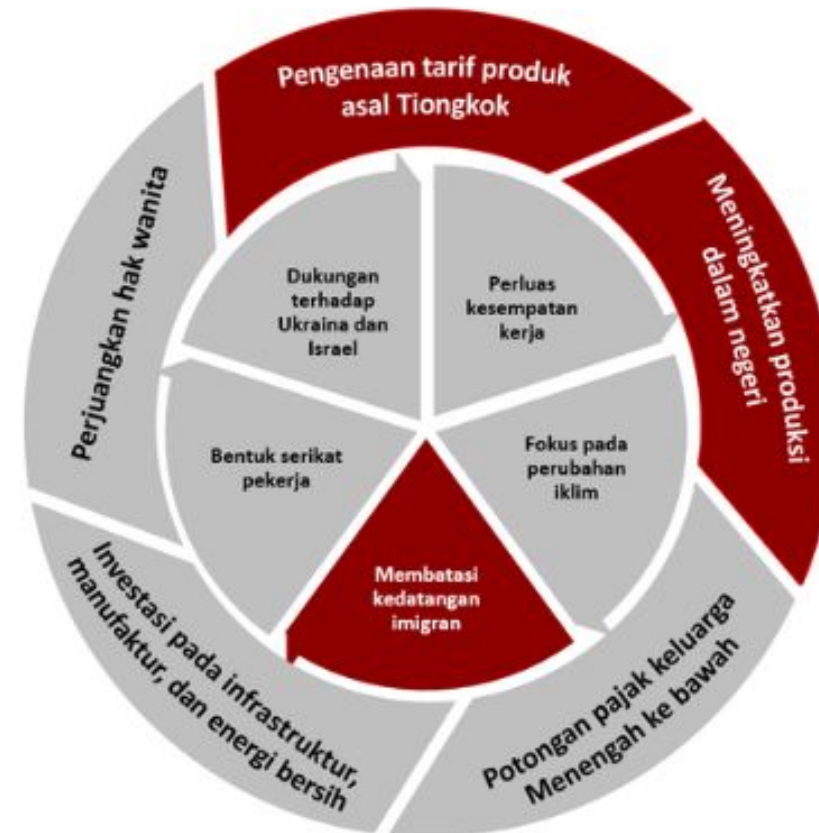 Pengenaan tarif produk
asal Tiongkok
Meningkatkan produksi
dalam negeri
Potongan pajak keluarga
Menengah ke bawah
Investasi pada infrastruktur,
manufaktur, dan energi bersih
Perjuangkan hak wanita
Dukungan
terhadap
Ukraina dan
Israel
Perluas
kesempatan
kerja
Fokus pada
perubahan
iklim
Membatasi
kedatangan
imigran
Bentuk serikat
pekerja